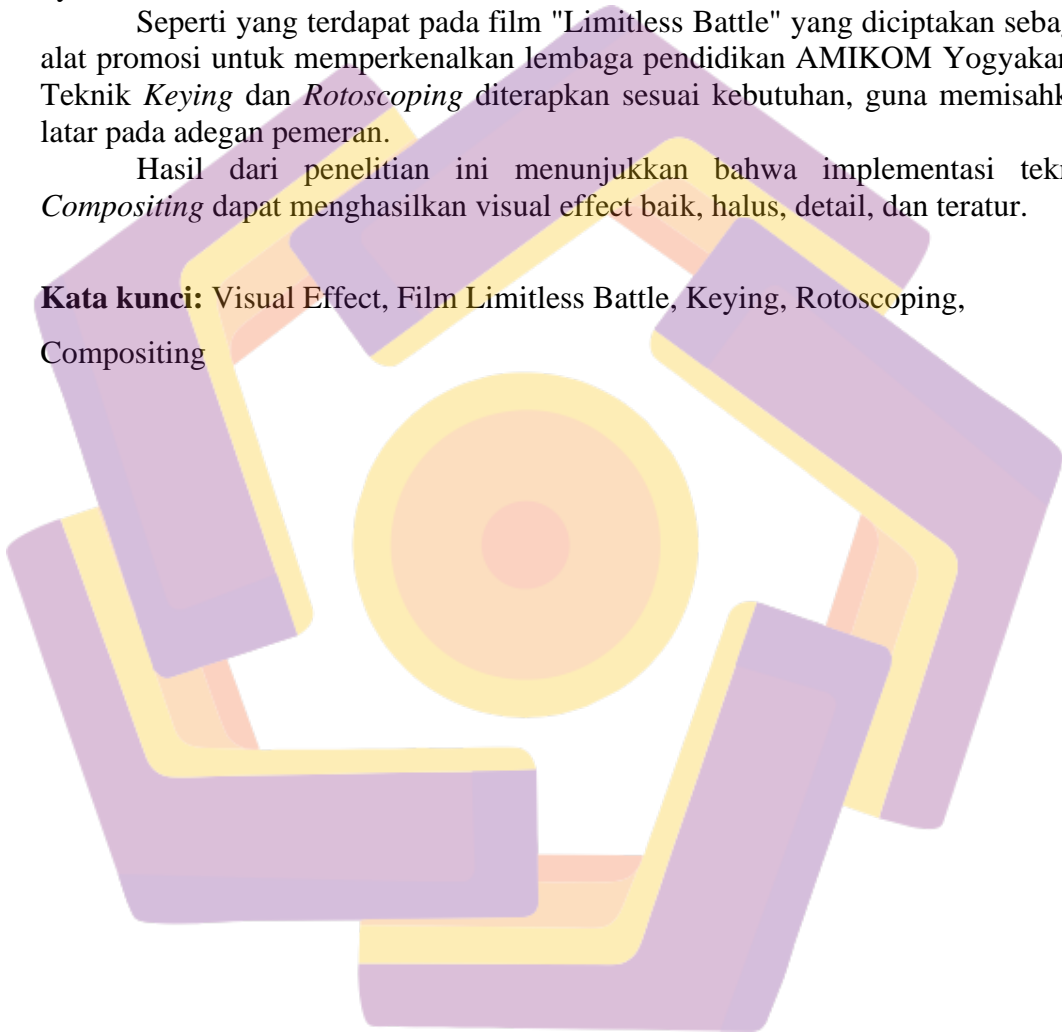 Seperti yang terdapat pada film "Limitless Battle" yang diciptakan sebag
alat promosi untuk memperkenalkan lembaga pendidikan AMIKOM Yogyakar
Teknik Keying dan Rotoscoping diterapkan sesuai kebutuhan, guna memisahk
latar pada adegan pemeran.
Hasil dari penelitian ini menunjukkan bahwa implementasi tekn
Compositing dapat menghasilkan visual effect baik, halus, detail, dan teratur.
Kata kunci: Visual Effect, Film Limitless Battle, Keying, Rotoscoping,
Compositing